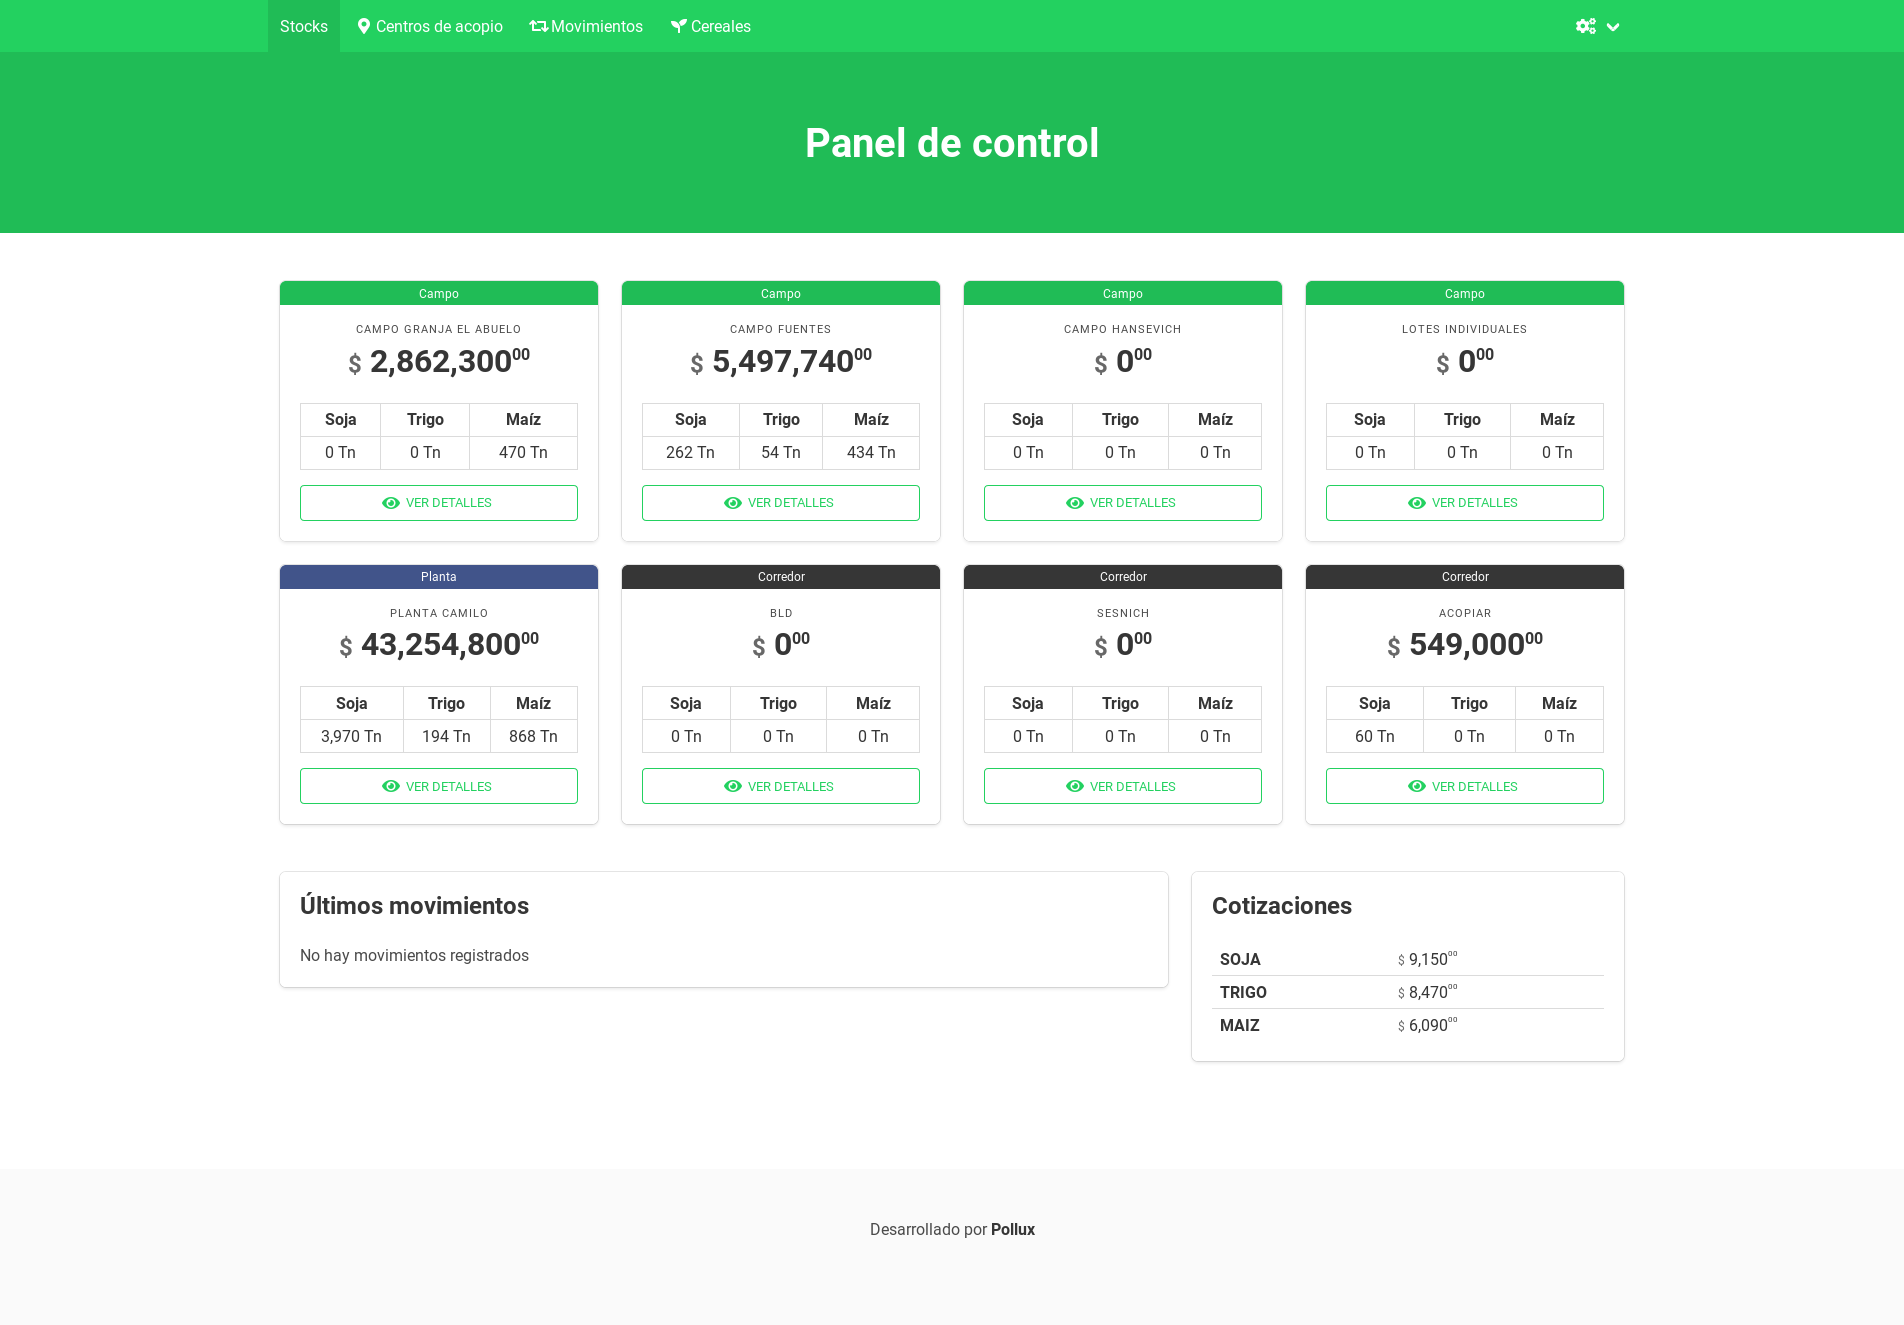 Stocks Centros de acopio Movimientos Cereales
Panel de control
Campo
CAMPO GRANJA EL ABUELO
$ 2,862,300 00
Soja Trigo Maíz
0 Tn 0 Tn 470 Tn
VER DETALLES
Campo
CAMPO FUENTES
$ 5,497,740 00
Soja Trigo Maíz
262 Tn 54 Tn 434 Tn
VER DETALLES
Campo
CAMPO HANSEVICH
$ 0 00
Soja Trigo Maíz
0 Tn 0 Tn 0 Tn
VER DETALLES
Campo
LOTES INDIVIDUALES
$ 0 00
Soja Trigo Maíz
0 Tn 0 Tn 0 Tn
VER DETALLES
Planta
PLANTA CAMILO
$ 43,254,800 00
Soja Trigo Maíz
3,970 Tn 194 Tn 868 Tn
VER DETALLES
Corredor
BLD
$ 0 00
Soja Trigo Maíz
0 Tn 0 Tn 0 Tn
VER DETALLES
Corredor
SESNICH
$ 0 00
Soja Trigo Maíz
0 Tn 0 Tn 0 Tn
VER DETALLES
Corredor
ACOPIAR
$ 549,000 00
Soja Trigo Maíz
60 Tn 0 Tn 0 Tn
VER DETALLES
Últimos movimientos
No hay movimientos registrados
Cotizaciones
SOJA $ 9,150 00
TRIGO $ 8,470 00
MAIZ $ 6,090 00
Desarrollado por Pollux